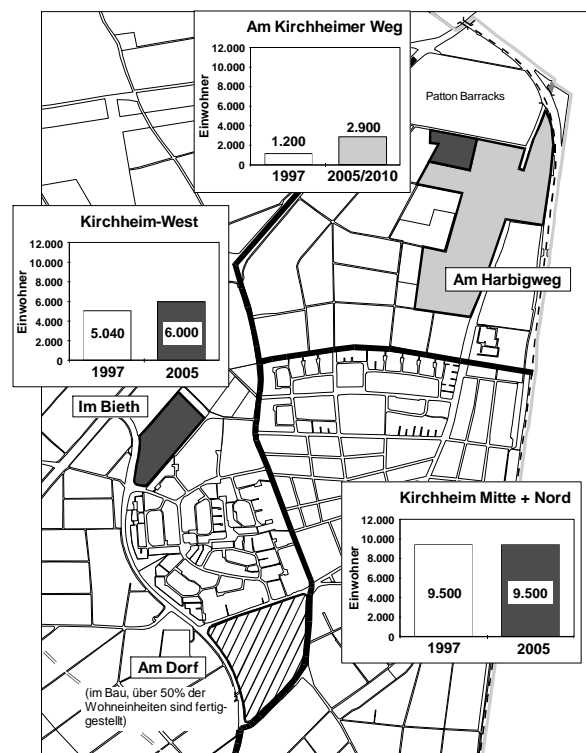 Am Kirchheimer Weg
Einwohner
12.000
10.000
8.000
6.000
4.000
2.000
0
1.200
2.900
1997
2005/2010
Patton Barracks
Kirchheim-West
Einwohner
12.000
10.000
8.000
6.000
4.000
2.000
0
5.040
6.000
1997
2005
Am Harbigweg
Im Bieth
Kirchheim Mitte + Nord
Einwohner
12.000
10.000
8.000
6.000
4.000
2.000
0
9.500
9.500
1997
2005
Am Dorf
(im Bau, über 50% der
Wohneinheiten sind fertig-
gestellt)